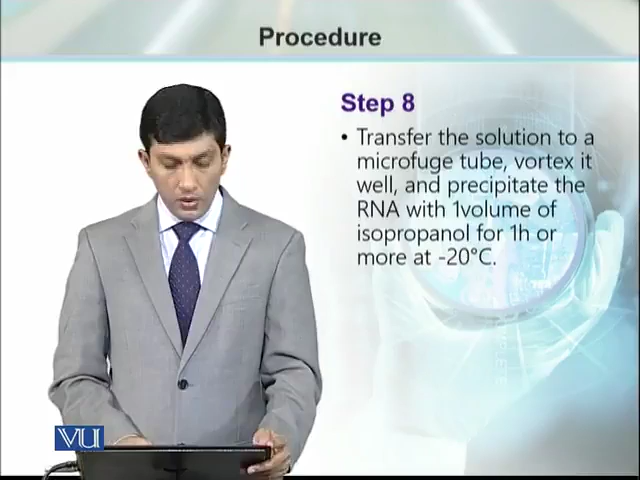 Procedure
Step 8
• Transfer the solution to a
microfuge tube, vortex it
well, and precipitate the
RNA with 1volume of
isopropanol for 1h or
more at -20°C.
VU